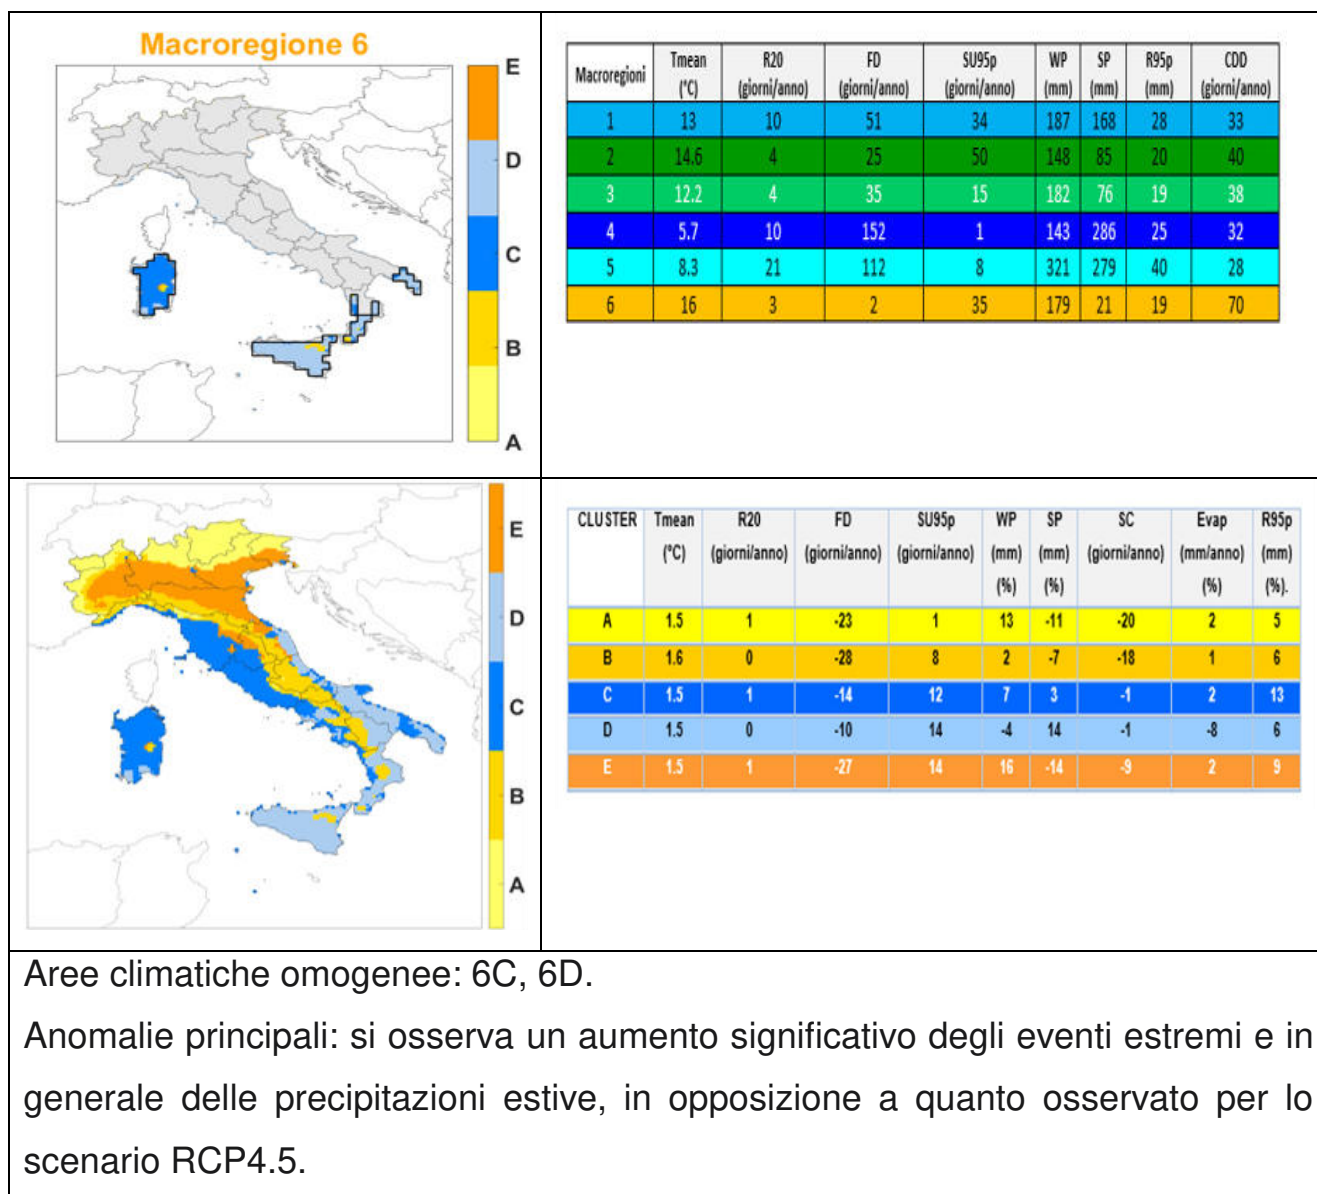 Macroregione 6
E
D
C
B
A
Macroregioni Tmean (°C) R20 (giorni/anno) FD (giorni/anno) SU95p (giorni/anno) WP (mm) SP (mm) R95p (mm) CDD (giorni/anno)
1 13 10 51 34 187 168 28 33
2 14.6 4 25 50 148 85 20 40
3 12.2 4 35 15 182 76 19 38
4 5.7 10 152 1 143 286 25 32
5 8.3 21 112 8 321 279 40 28
6 16 3 2 35 179 21 19 70
E
D
C
B
A
CLUSTER Tmean R20 FD SU95p WP SP SC Evap R95p
(°C) (giorni/anno) (giorni/anno) (giorni/anno) (mm) (mm) (giorni/anno) (mm/anno) (mm)
(%) (%) (%) (%).
A 1.5 1 -23 1 13 -11 -20 2 5
B 1.6 0 -28 8 2 -7 -18 1 6
C 1.5 1 -14 12 7 3 -1 2 13
D 1.5 0 -10 14 -4 14 -1 -8 6
E 1.5 1 -27 14 16 -14 -9 2 9
Aree climatiche omogenee: 6C, 6D.
Anomalie principali: si osserva un aumento significativo degli eventi estremi e in
generale delle precipitazioni estive, in opposizione a quanto osservato per lo
scenario RCP4.5.